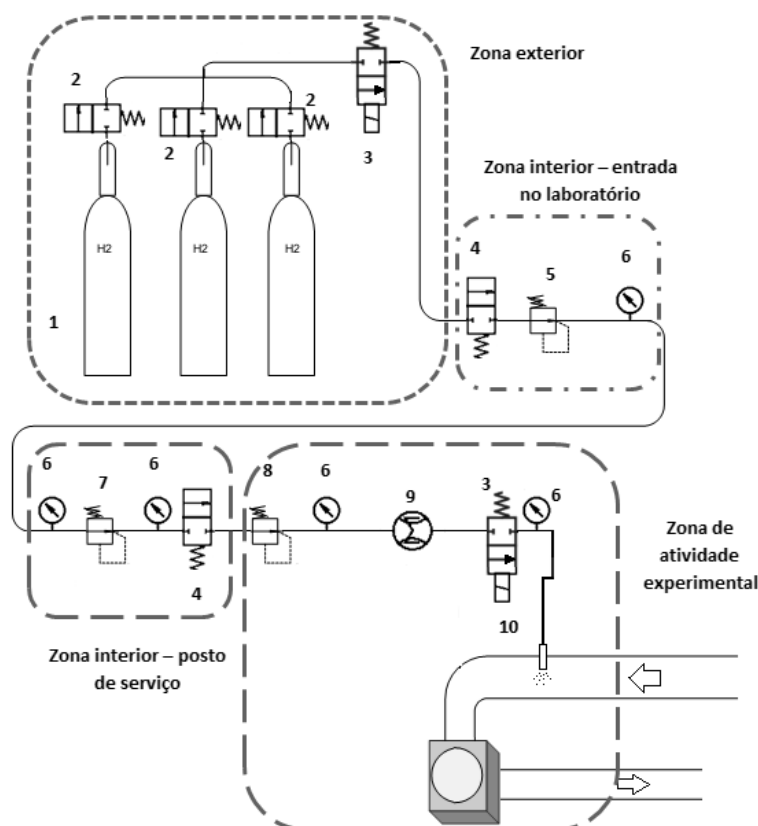 Zona exterior
2
2
2
3
H2
H2
H2
1
Zona interior – entrada
no laboratório
4
5
6
6
7
6
4
8
6
9
3
6
10
Zona de
atividade
experimental
Zona interior – posto
de serviço